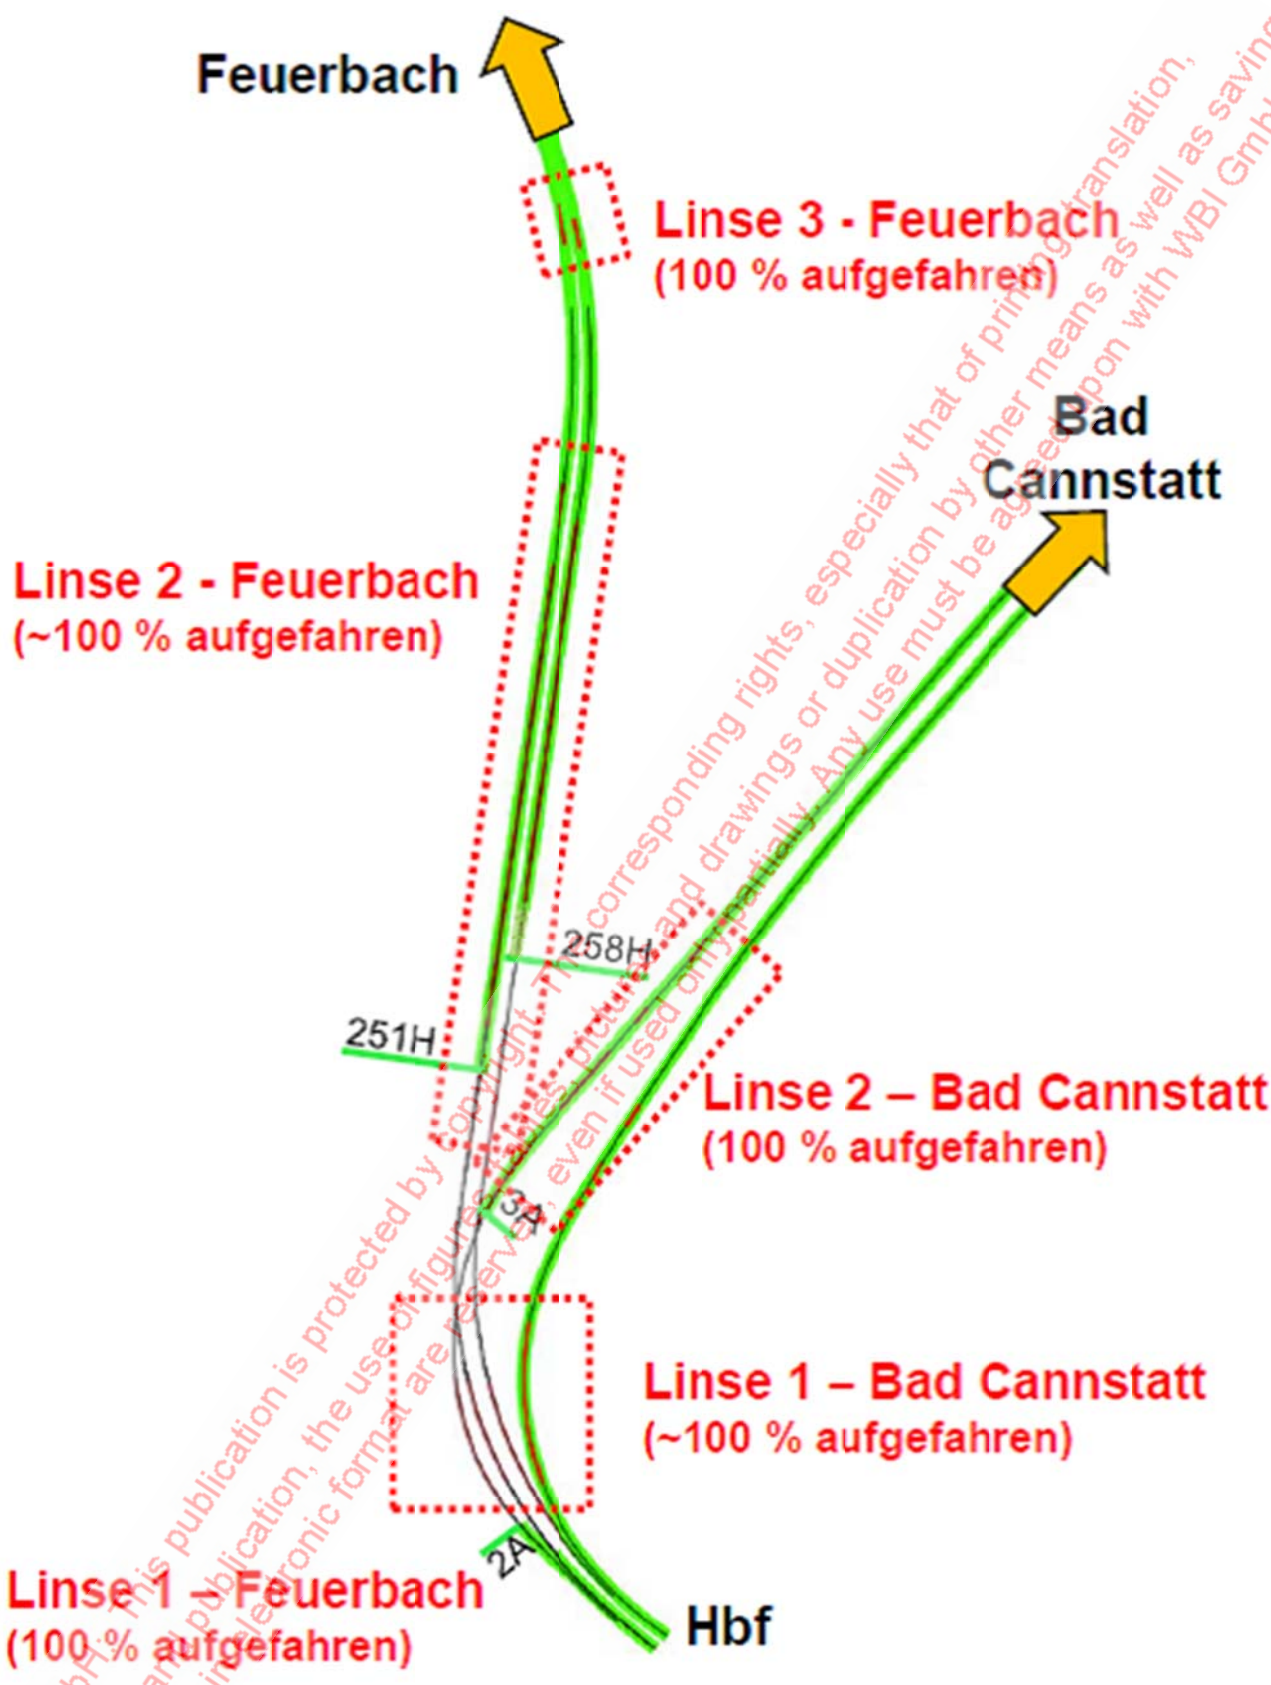 Feuerbach
Linse 3 - Feuerbach
(100 % aufgefahren)
Bad
Cannstatt
Linse 2 - Feuerbach
(~100 % aufgefahren)
258H
251H
Linse 2 – Bad Cannstatt
(100 % aufgefahren)
13A
Linse 1 – Bad Cannstatt
(~100 % aufgefahren)
2A
Linse 1 – Feuerbach
(100 % aufgefahren)
Hbf
This publication is protected by copyright. The corresponding rights, especially that of printing, translation,
and publication, the use of figures, tables, pictures and drawings or duplication by other means as well as saving
in electronic format are reserved, even if used only partially. Any use must be agreed upon with WBI GmbH